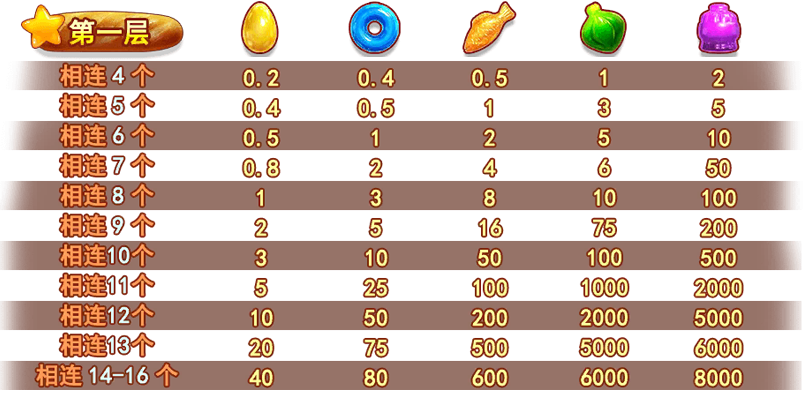 第一层
相连4个 0.2 0.4 0.5 1 2
相连5个 0.4 0.5 1 3 5
相连6个 0.5 1 2 5 10
相连7个 0.8 2 4 6 50
相连8个 1 3 8 10 100
相连9个 2 5 16 75 200
相连10个 3 10 50 100 500
相连11个 5 25 100 1000 2000
相连12个 10 50 200 2000 5000
相连13个 20 75 500 5000 6000
相连 14-16 个 40 80 600 6000 8000